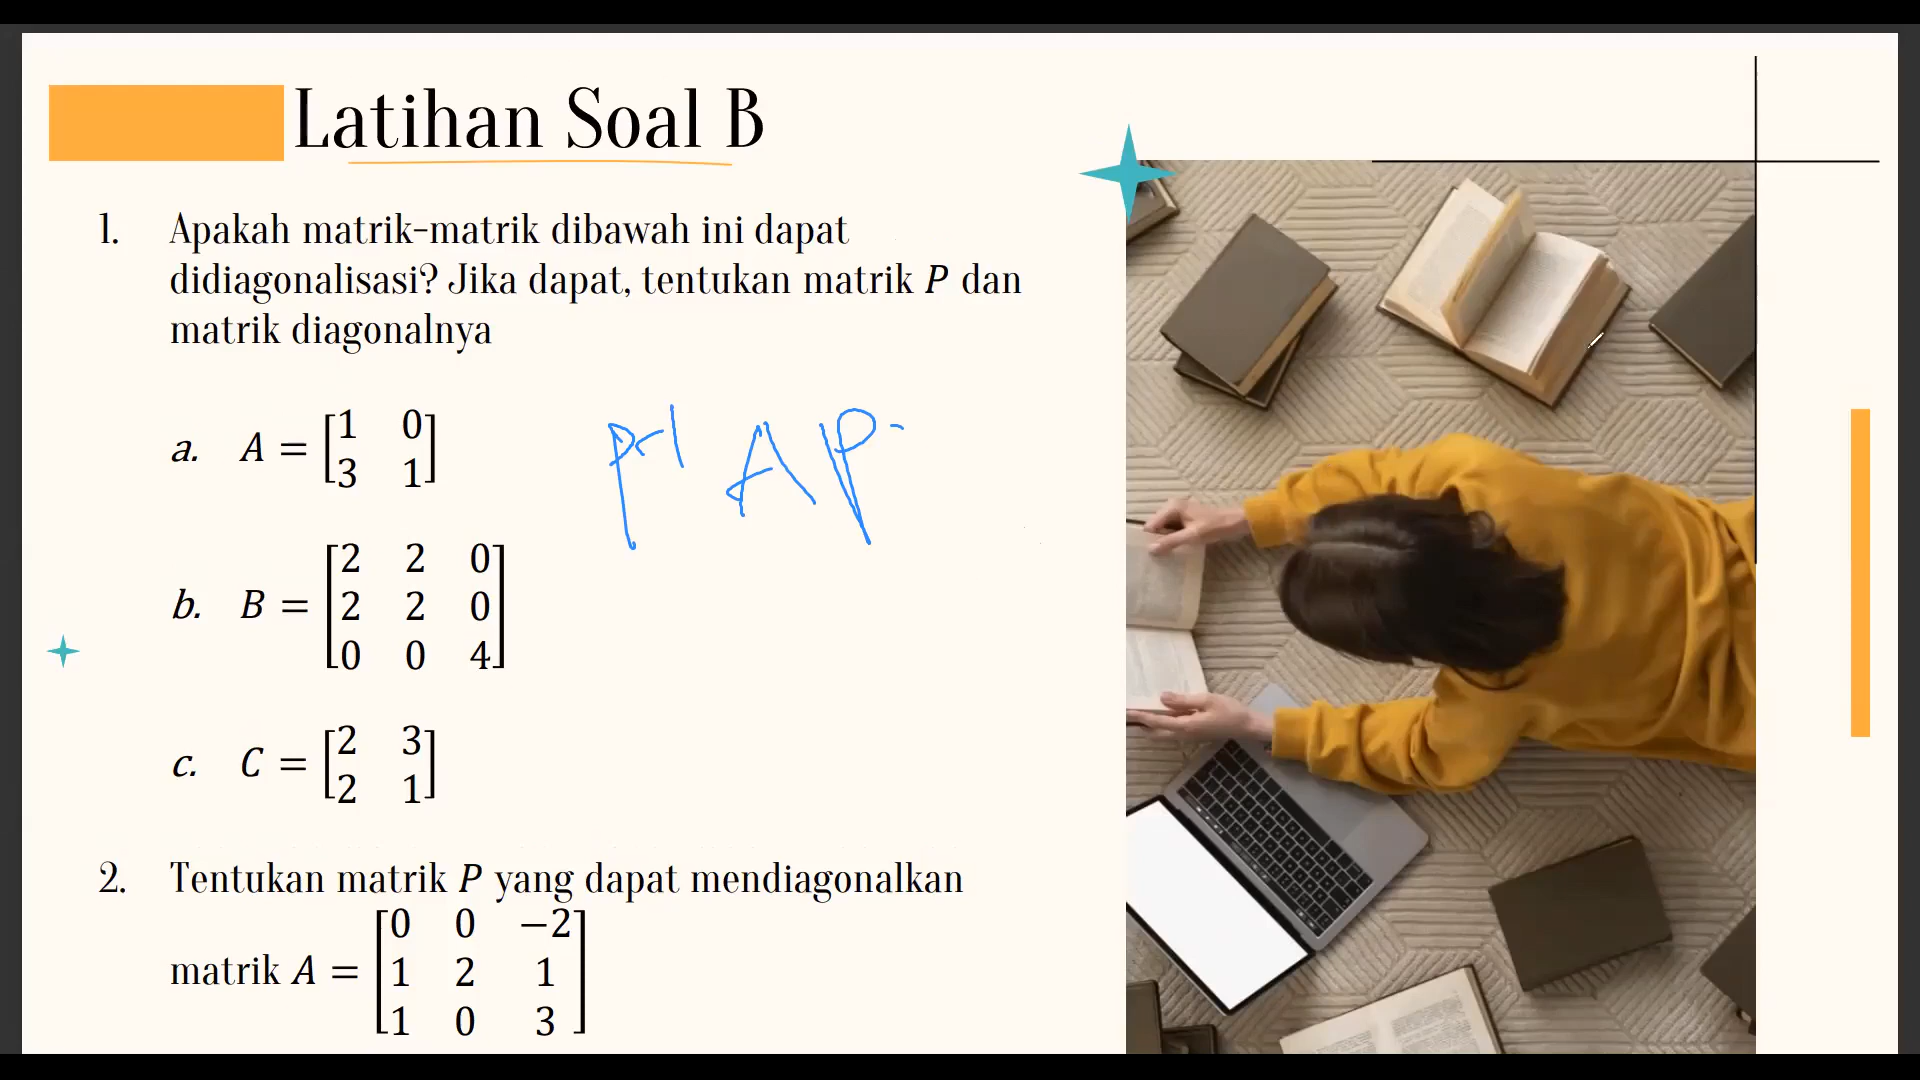 Latihan Soal B
1. Apakah matrik-matrik dibawah ini dapat
didiagonalisasi? Jika dapat, tentukan matrik P dan
matrik diagonalnya
a. A = [1 0
3 1]
P-1 A P -
b. B = [2 2 0
2 2 0
0 0 4]
c. C = [2 3
2 1]
2. Tentukan matrik P yang dapat mendiagonalkan
matrik A = [0 0 −2
1 2 1
1 0 3]